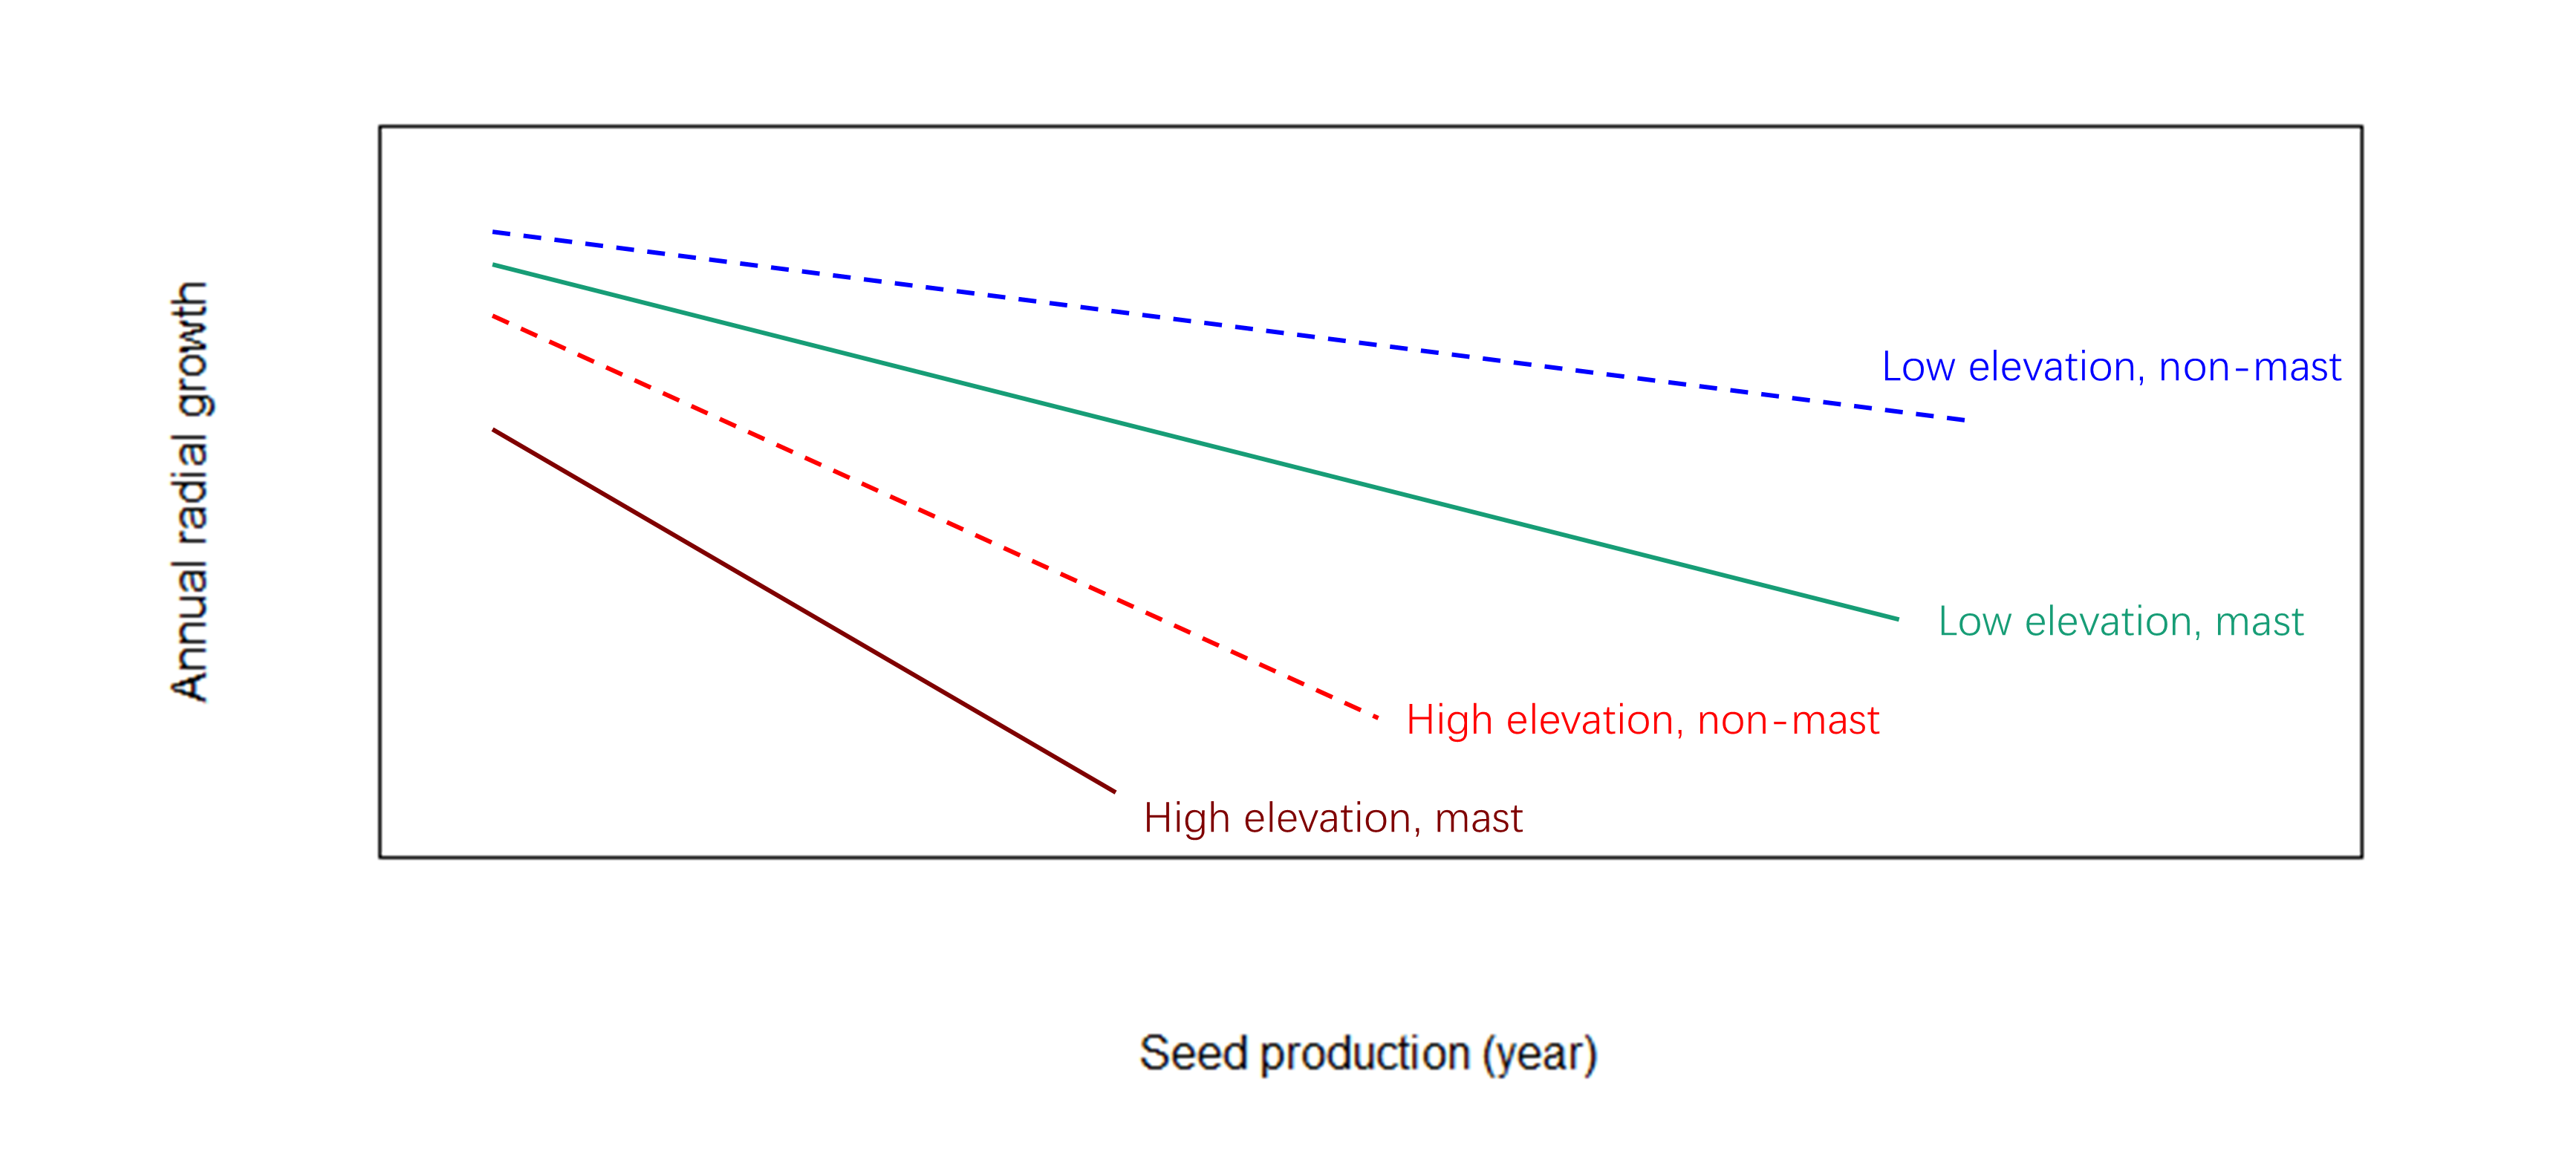 Annual radial growth
Low elevation, non-mast
Low elevation, mast
High elevation, non-mast
High elevation, mast
Seed production (year)